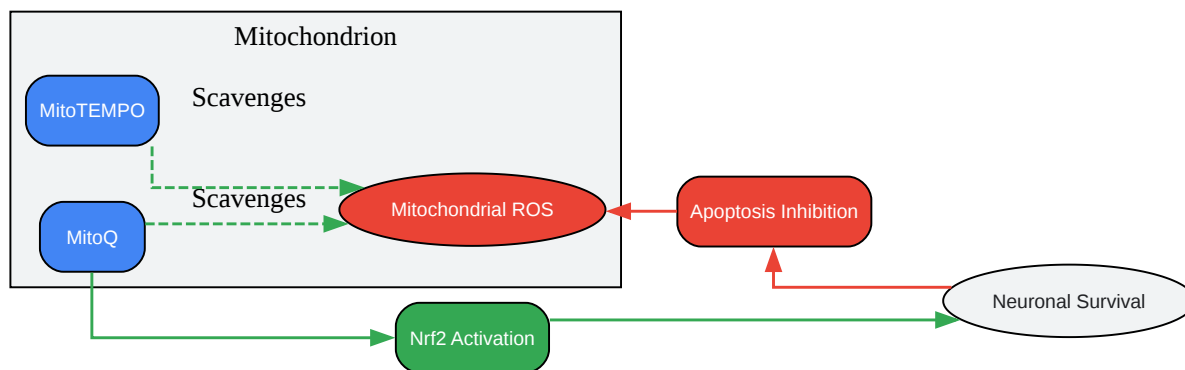 Mitochondrion
MitoTEMPO
Scavenges
Scavenges
MitoQ
Mitochondrial ROS
Apoptosis Inhibition
Neuronal Survival
Nrf2 Activation